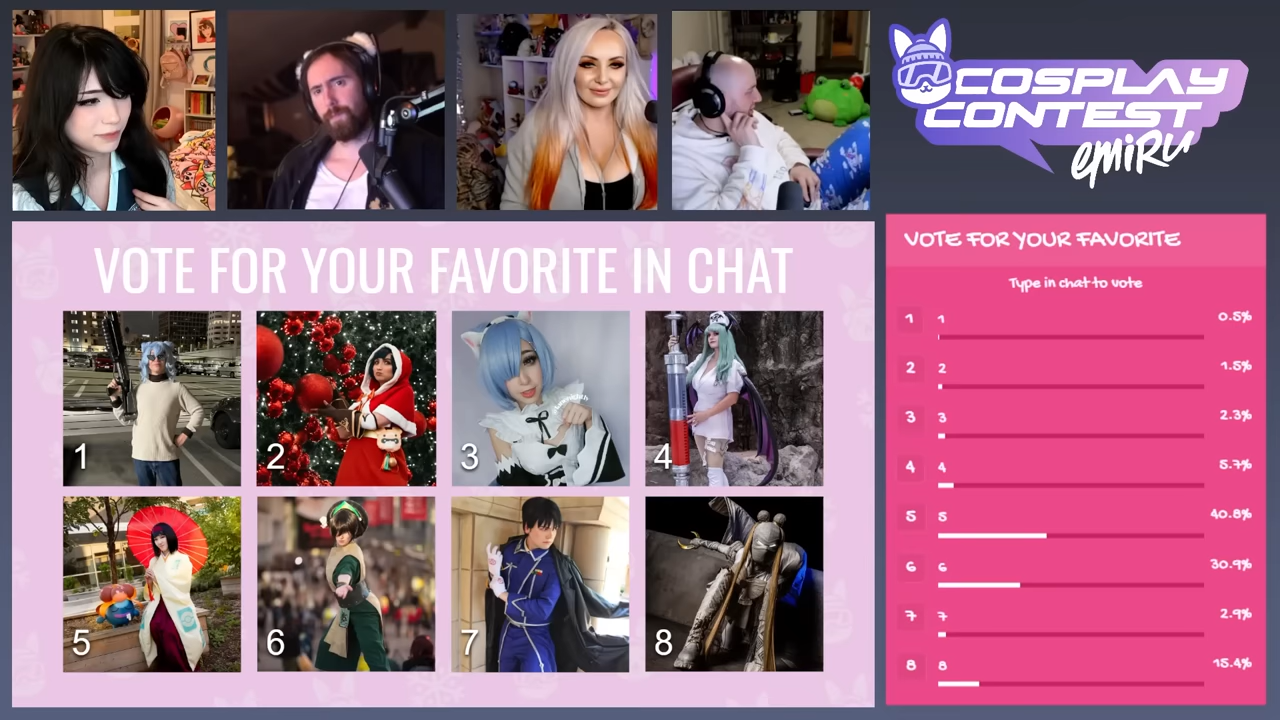 COSPLAY
CONTEST
emiru
VOTE FOR YOUR FAVORITE IN CHAT
1
2
3
4
5
6
7
8
VOTE FOR YOUR FAVORITE
Type in chat to vote
1 1 0.5%
2 2 1.5%
3 3 2.3%
4 4 5.7%
5 5 40.8%
6 6 30.9%
7 7 2.9%
8 8 15.4%